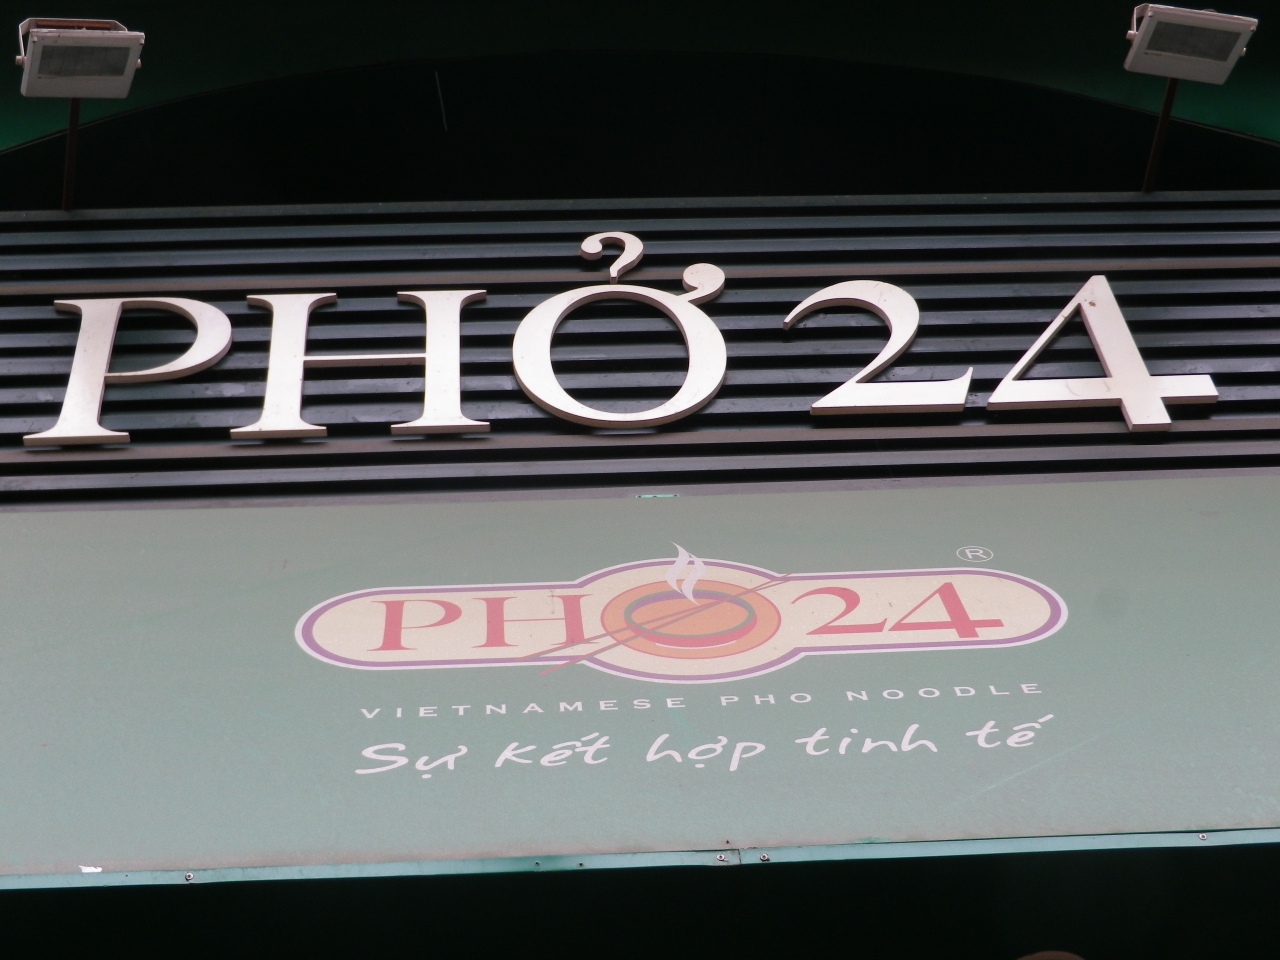 PHỞ 24
PHO 24 ®
VIETNAMESE PHO NOODLE
Sự kết hợp tinh tế